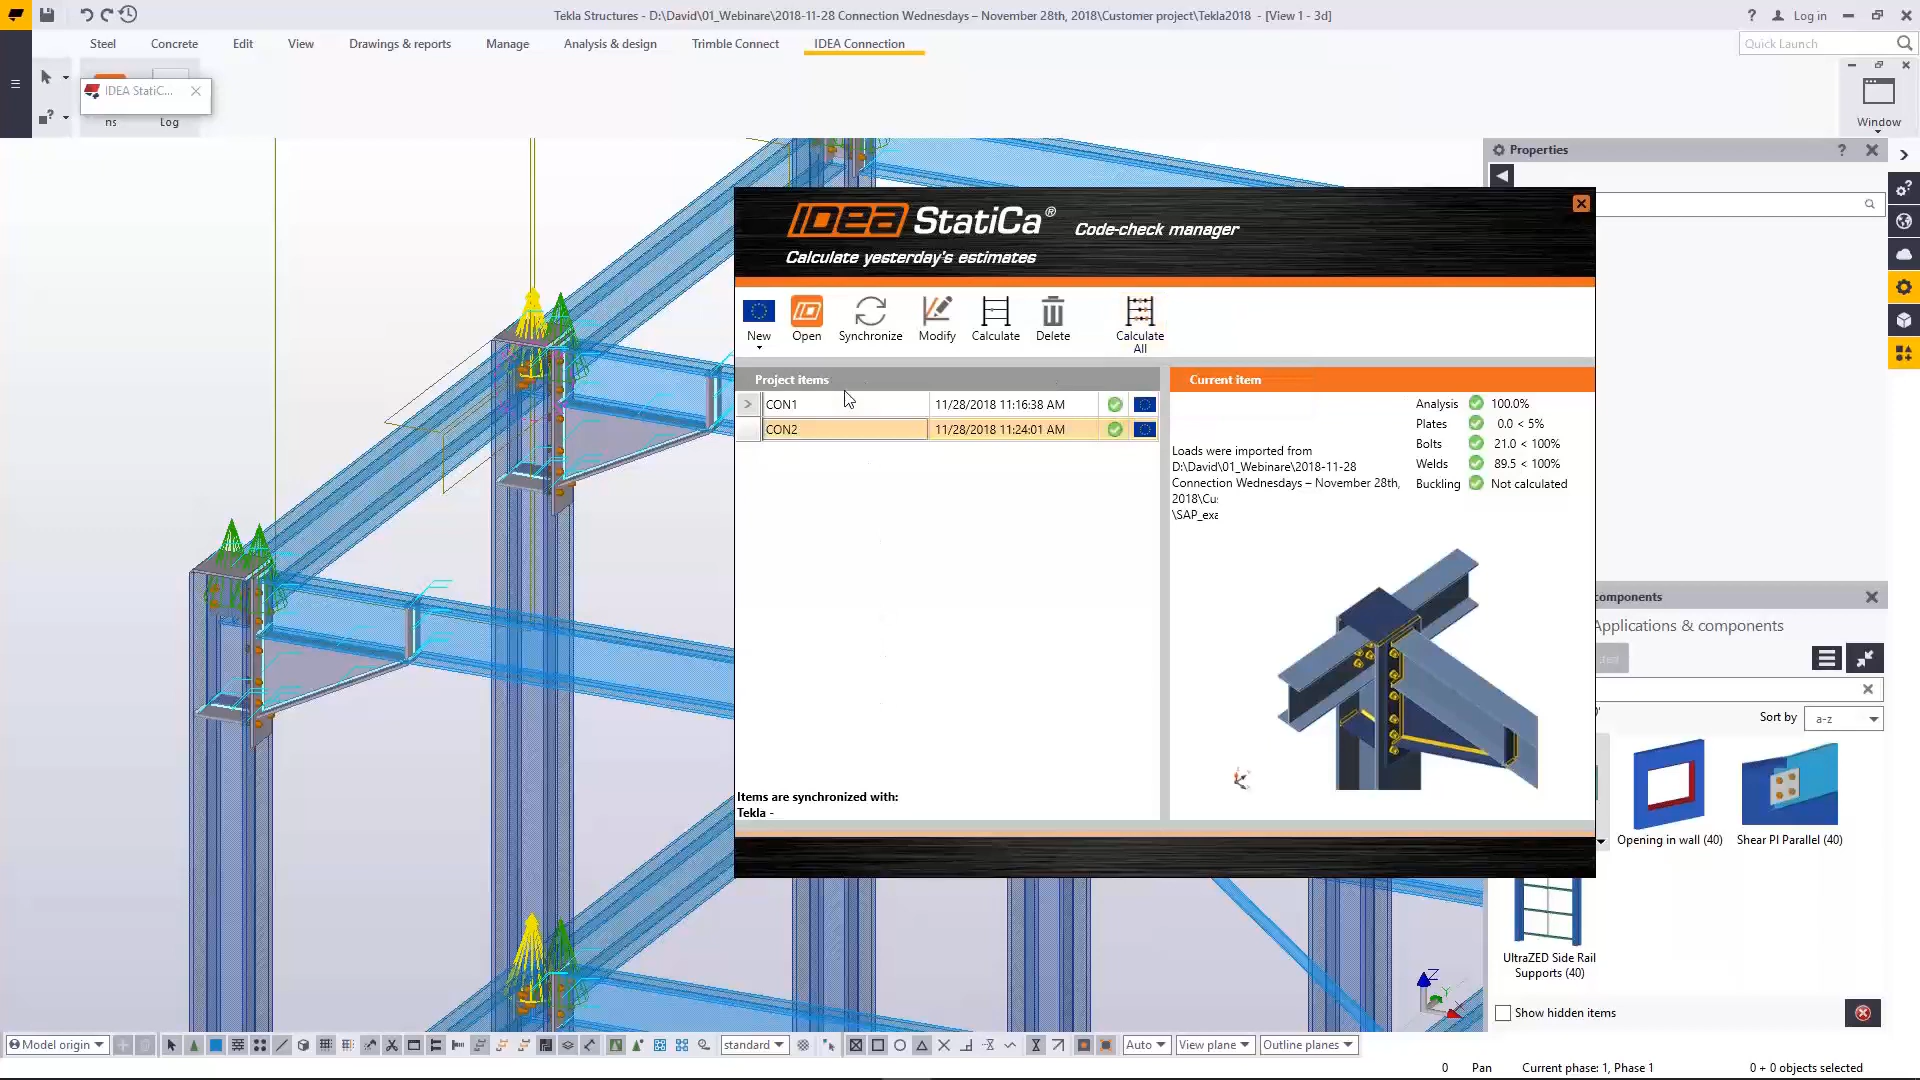 Tekla Structures - D:\David\01_Webinare\2018-11-28 Connection Wednesdays – November 28th, 2018\Customer project\Tekla2018 - [View 1 - 3d]
? Log in
Steel Concrete Edit View Drawings & reports Manage Analysis & design Trimble Connect IDEA Connection
Quick Launch
IDEA StatiC...
ns Log
Window
Properties
IDEA StatiCa® Code-check manager
Calculate yesterday's estimates
New Open Synchronize Modify Calculate Delete Calculate
All
Project items
CON1 11/28/2018 11:16:38 AM
CON2 11/28/2018 11:24:01 AM
Items are synchronized with:
Tekla -
Current item
Analysis 100.0%
Plates 0.0 < 5%
Bolts 21.0 < 100%
Welds 89.5 < 100%
Buckling Not calculated
Loads were imported from
D:\David\01_Webinare\2018-11-28
Connection Wednesdays – November 28th,
2018\Cu
\SAP_exa
components
Applications & components
Sort by a-z
Opening in wall (40) Shear Pl Parallel (40)
UltraZED Side Rail
Supports (40)
Show hidden items
Z
Y
X
Model origin standard Auto View plane Outline planes
0 Pan Current phase: 1, Phase 1 0 + 0 objects selected